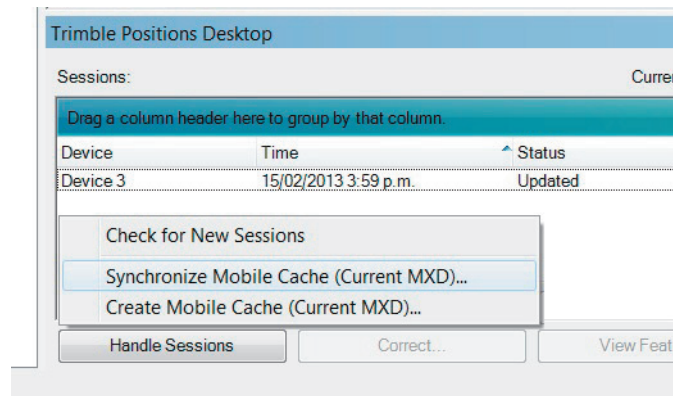 Trimble Positions Desktop
Sessions:
Drag a column header here to group by that column.
Device Time Status
Device 3 15/02/2013 3:59 p.m. Updated
Check for New Sessions
Synchronize Mobile Cache (Current MXD)...
Create Mobile Cache (Current MXD)...
Handle Sessions Correct... View